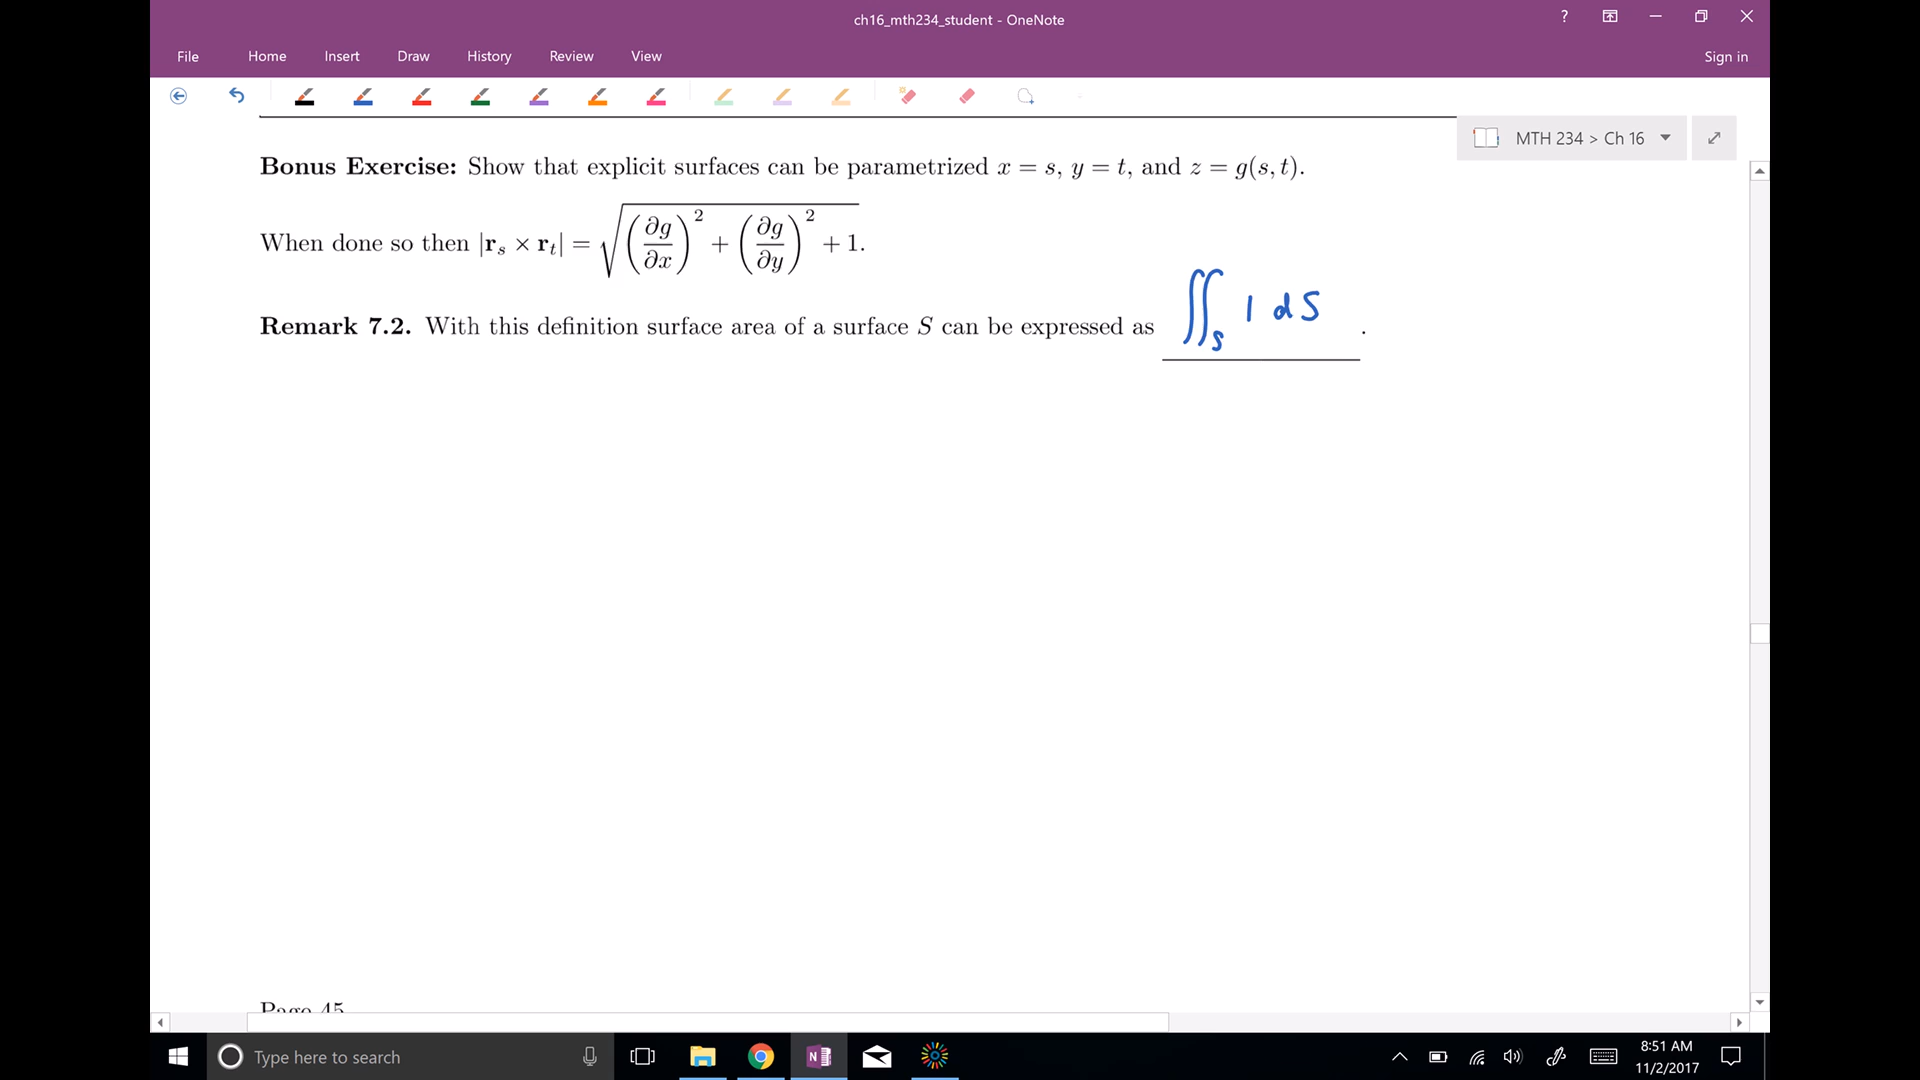 ch16_mth234_student - OneNote
?
File Home Insert Draw History Review View Sign in
MTH 234 > Ch 16
Bonus Exercise: Show that explicit surfaces can be parametrized x = s, y = t, and z = g(s, t).
When done so then |r_s × r_t| = √((∂g/∂x)² + (∂g/∂y)² + 1).
Remark 7.2. With this definition surface area of a surface S can be expressed as ∬_S 1 dS .
Page 45
Type here to search
8:51 AM
11/2/2017